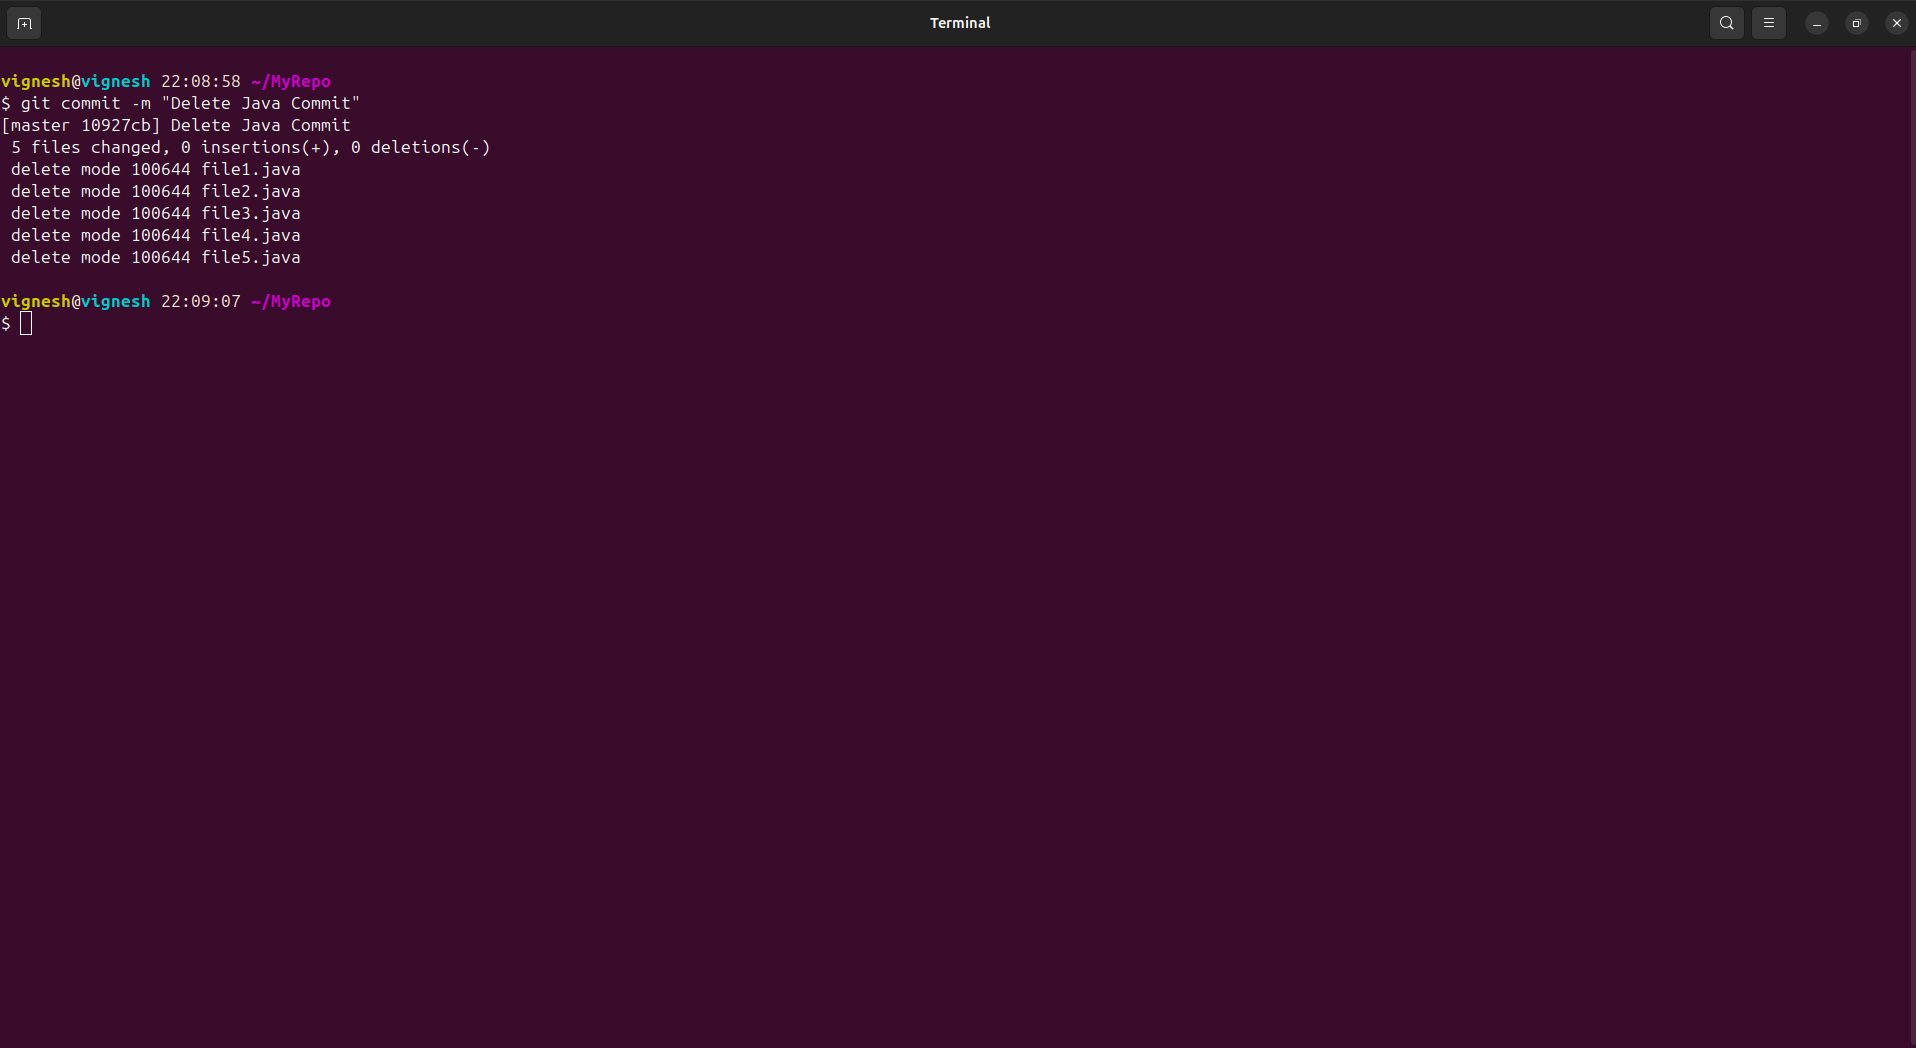 Terminal
vignesh@vignesh 22:08:58 ~/MyRepo
$ git commit -m "Delete Java Commit"
[master 10927cb] Delete Java Commit
 5 files changed, 0 insertions(+), 0 deletions(-)
 delete mode 100644 file1.java
 delete mode 100644 file2.java
 delete mode 100644 file3.java
 delete mode 100644 file4.java
 delete mode 100644 file5.java
vignesh@vignesh 22:09:07 ~/MyRepo
$